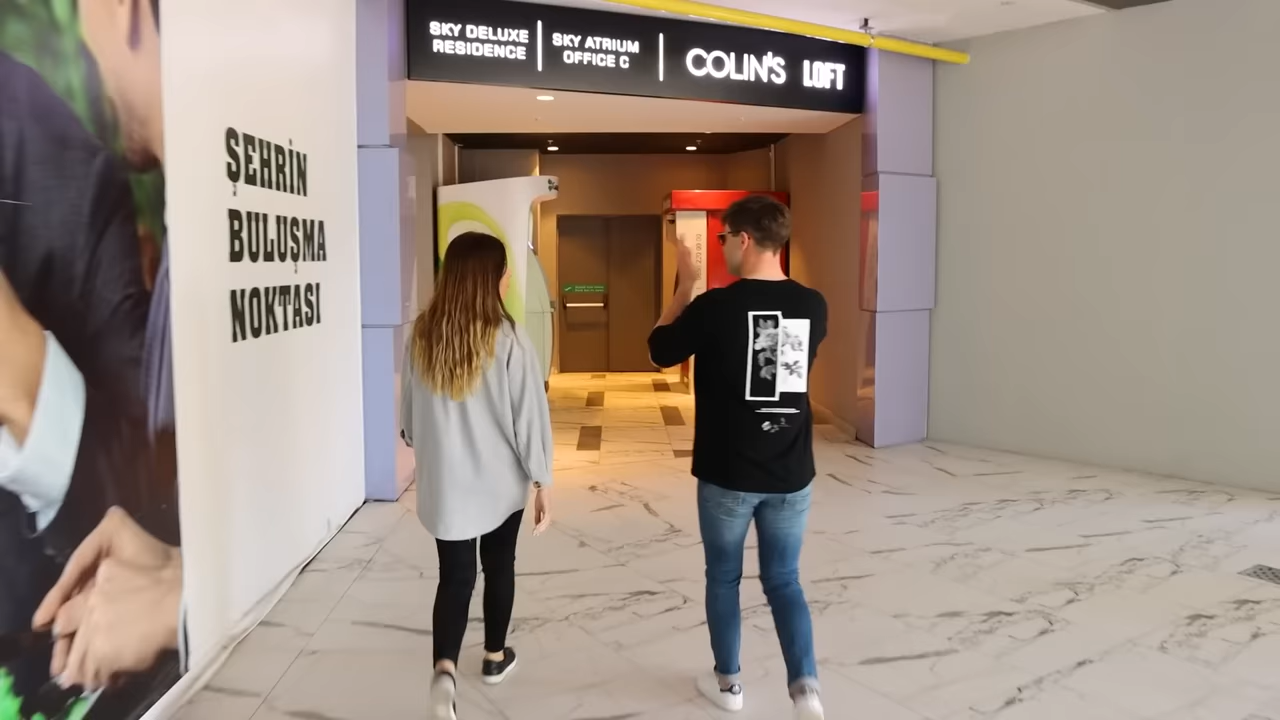 SKY DELUXE
RESIDENCE
SKY ATRIUM
OFFICE C
COLIN'S LOFT
ŞEHRİN
BULUŞMA
NOKTASI